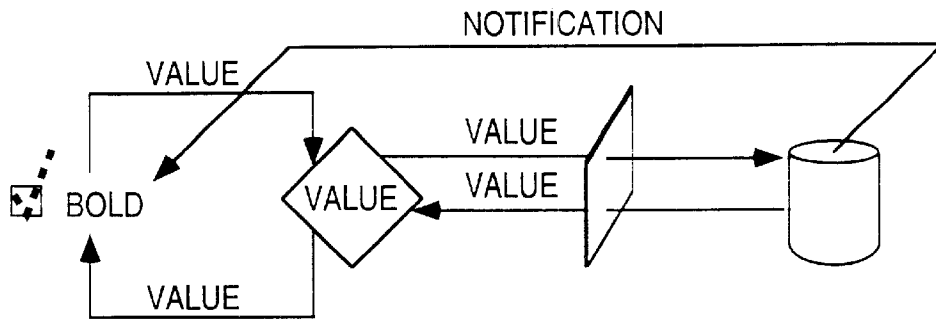 NOTIFICATION
VALUE
VALUE
VALUE
BOLD
VALUE
VALUE